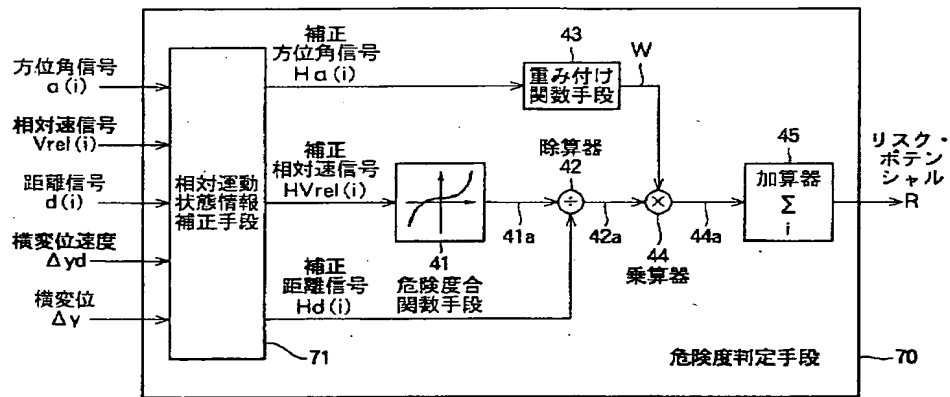 方位角信号
a(i)
相対速信号
Vrel(i)
距離信号
d(i)
横変位速度
Δyd
横変位
Δy
相対運動
状態情報
補正手段
71
補正
方位角信号
Ha(i)
補正
相対速信号
HVrel(i)
補正
距離信号
Hd(i)
41
危険度合
関数手段
41a
除算器
42
÷
42a
43
重み付け
関数手段
W
×
44
乗算器
44a
45
加算器
Σ
i
リスク・
ポテン
シャル
R
危険度判定手段
70